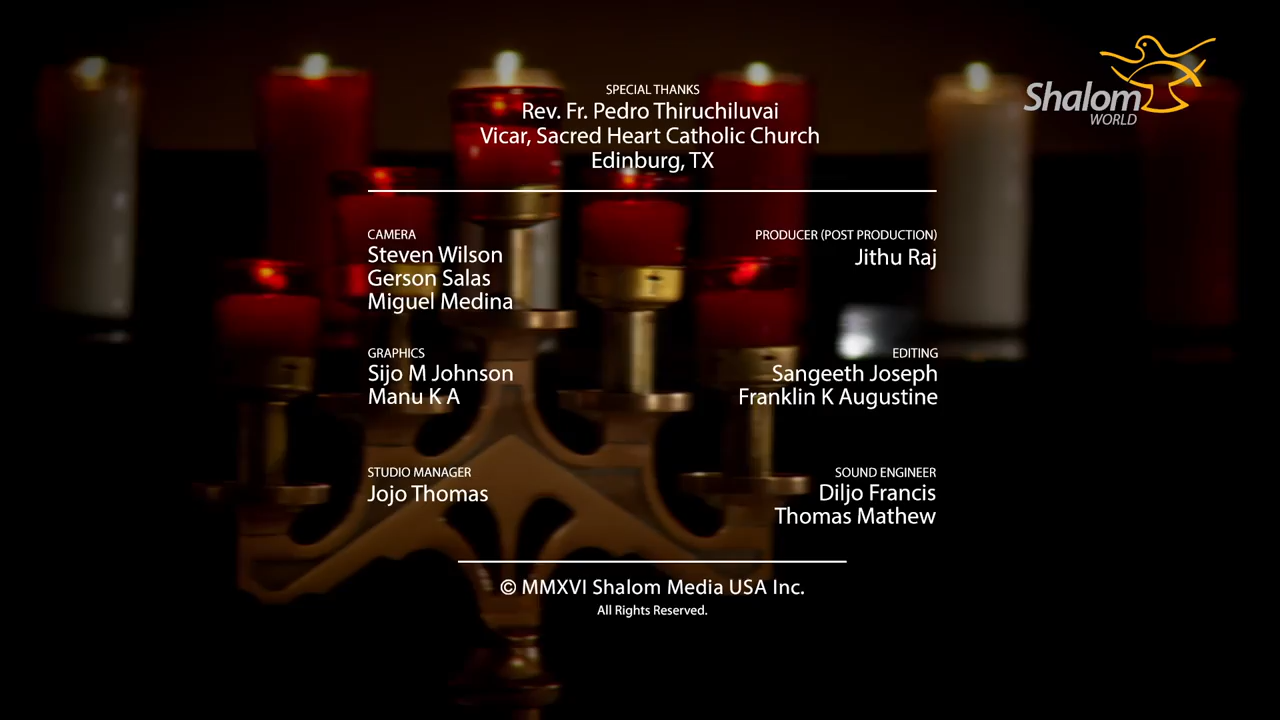 Shalom
WORLD
SPECIAL THANKS
Rev. Fr. Pedro Thiruchiluvai
Vicar, Sacred Heart Catholic Church
Edinburg, TX
CAMERA
Steven Wilson
Gerson Salas
Miguel Medina
PRODUCER (POST PRODUCTION)
Jithu Raj
GRAPHICS
Sijo M Johnson
Manu K A
EDITING
Sangeeth Joseph
Franklin K Augustine
STUDIO MANAGER
Jojo Thomas
SOUND ENGINEER
Diljo Francis
Thomas Mathew
© MMXVI Shalom Media USA Inc.
All Rights Reserved.